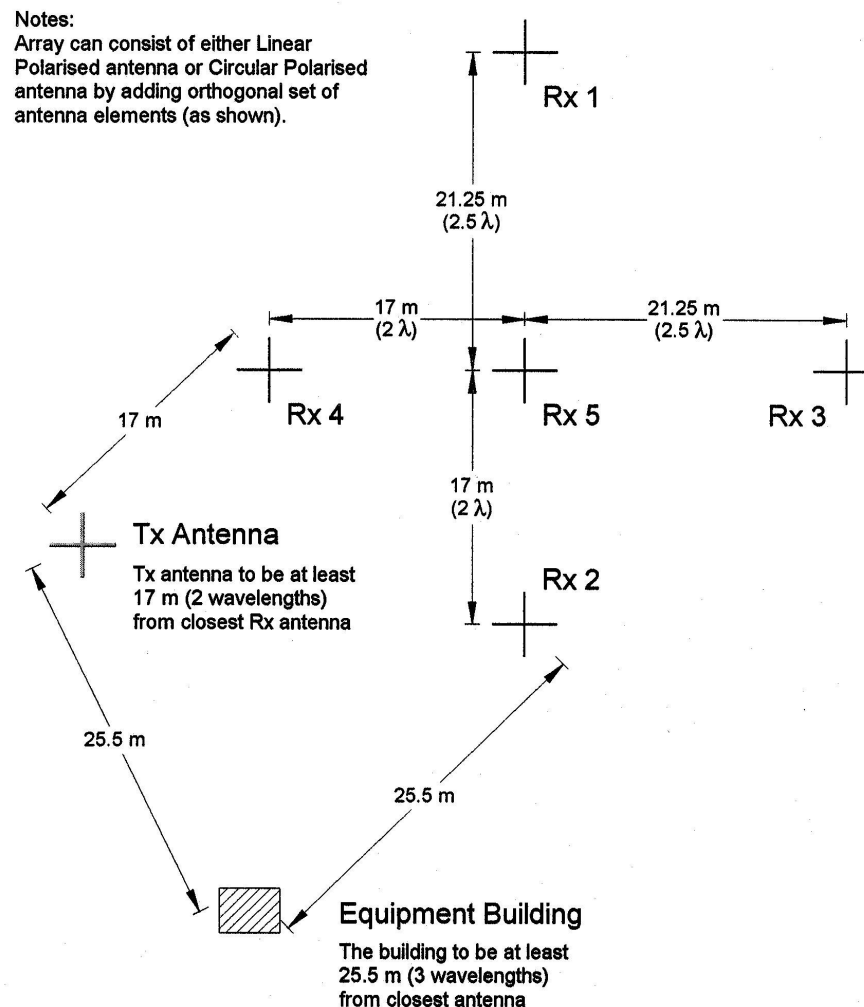 Notes:
Array can consist of either Linear
Polarised antenna or Circular Polarised
antenna by adding orthogonal set of
antenna elements (as shown).
Rx 1
21.25 m
(2.5 λ)
17 m
(2 λ)
21.25 m
(2.5 λ)
Rx 4
Rx 5
Rx 3
17 m
17 m
(2 λ)
Tx Antenna
Tx antenna to be at least
17 m (2 wavelengths)
from closest Rx antenna
Rx 2
25.5 m
25.5 m
Equipment Building
The building to be at least
25.5 m (3 wavelengths)
from closest antenna